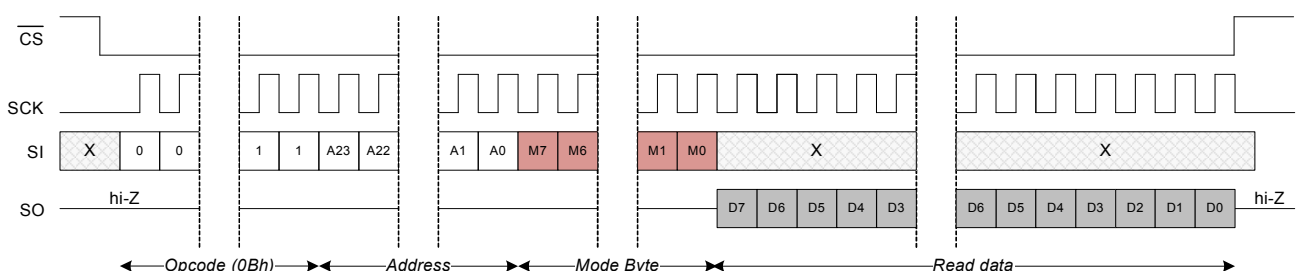 CS
SCK
SI X 0 0 1 1 A23 A22 A1 A0 M7 M6 M1 M0 X X
SO hi-Z D7 D6 D5 D4 D3 D6 D5 D4 D3 D2 D1 D0 hi-Z
Opcode (0Bh) Address Mode Byte Read data